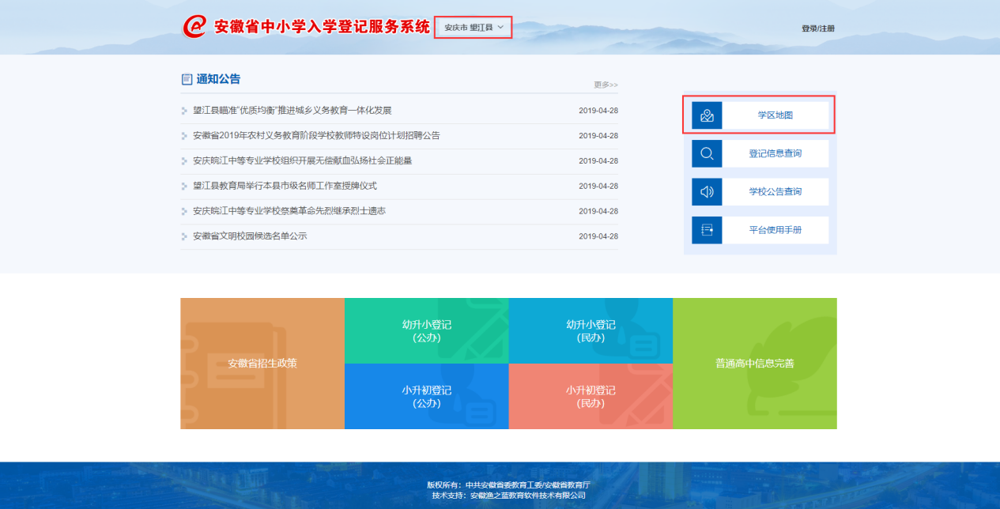 安徽省中小学入学登记服务系统
安庆市 望江县
登录/注册
通知公告
更多>>
望江县瞄准“优质均衡”推进城乡义务教育一体化发展 2019-04-28
安徽省2019年农村义务教育阶段学校教师特设岗位计划招聘公告 2019-04-28
安庆皖江中等专业学校组织开展无偿献血弘扬社会正能量 2019-04-28
望江县教育局举行本县市级名师工作室授牌仪式 2019-04-28
安庆皖江中等专业学校祭奠革命先烈继承烈士遗志 2019-04-28
安徽省文明校园候选名单公示 2019-04-28
学区地图
登记信息查询
学校公告查询
平台使用手册
安徽省招生政策
幼升小登记
(公办)
幼升小登记
(民办)
小升初登记
(公办)
小升初登记
(民办)
普通高中信息完善
版权所有：中共安徽省委教育工委/安徽省教育厅
技术支持：安徽渔之蓝教育软件技术有限公司